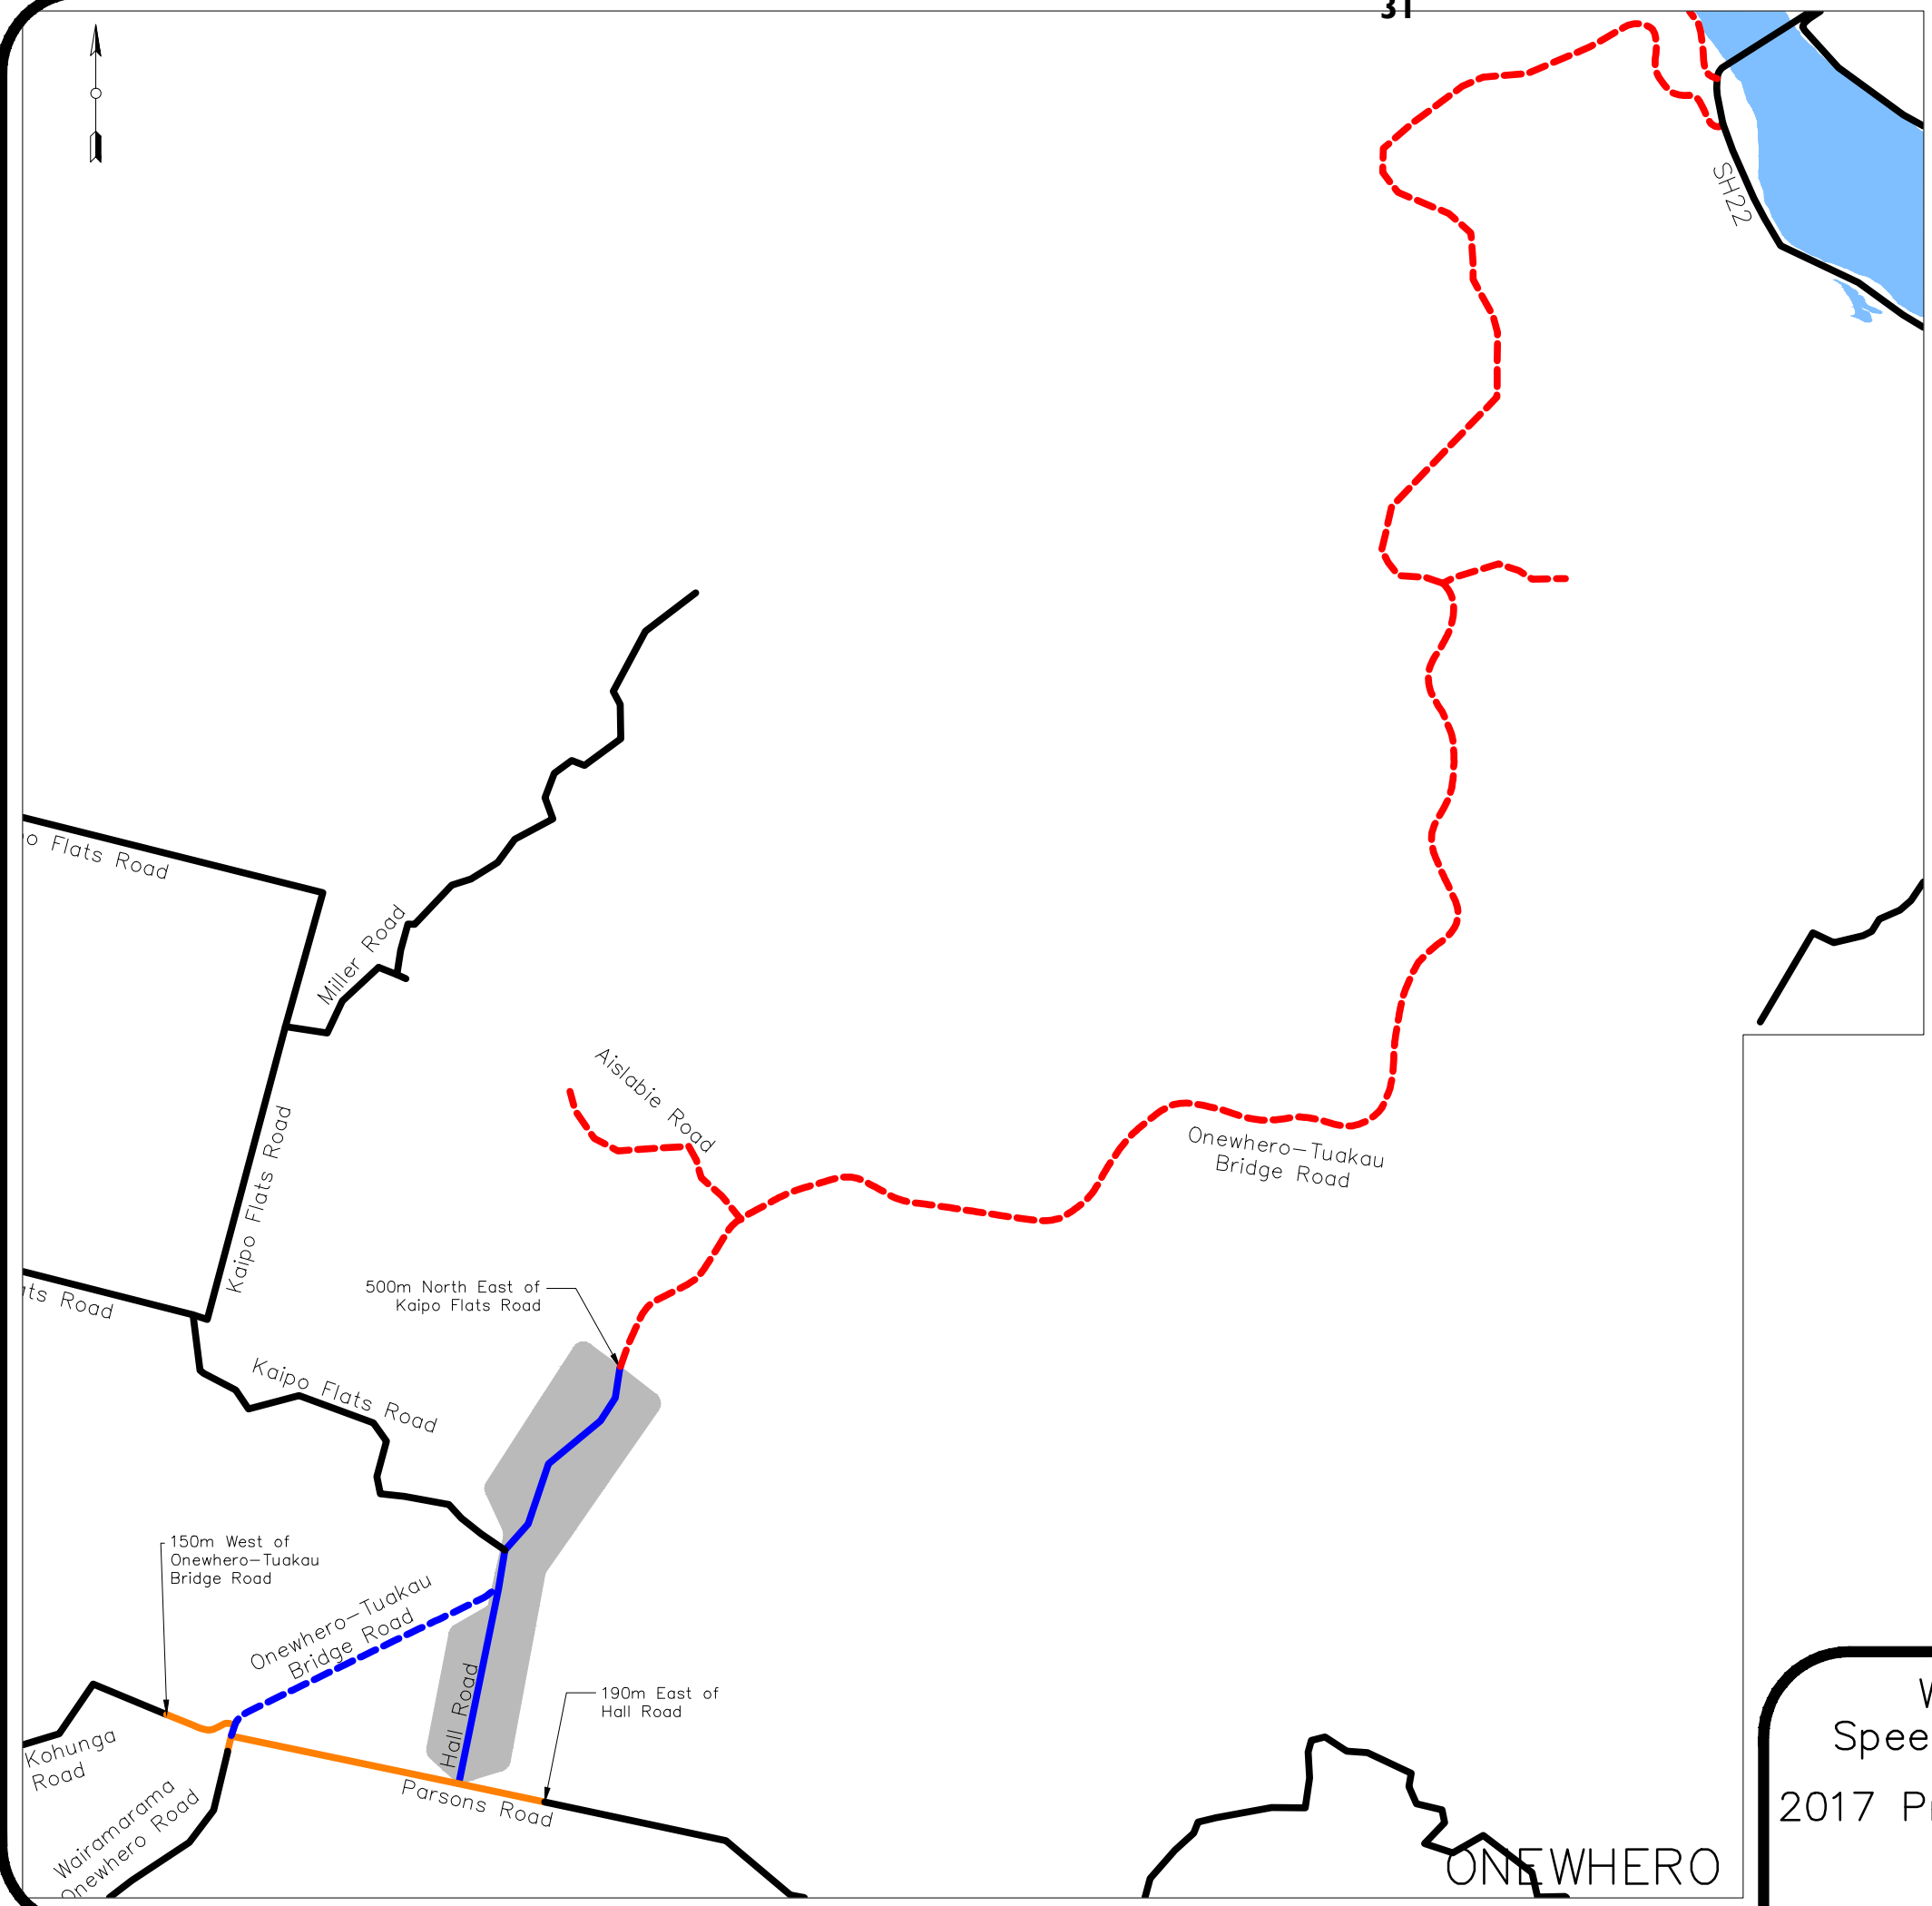 31
SH22
o Flats Road
Miller Road
Aislabie Road
Onewhero-Tuakau
Bridge Road
Kaipo Flats Road
500m North East of
Kaipo Flats Road
ts Road
Kaipo Flats Road
150m West of
Onewhero-Tuakau
Bridge Road
Onewhero-Tuakau
Bridge Road
190m East of
Hall Road
Hall Road
Kohunga
Road
Parsons Road
Wairamarama
Onewhero Road
ONEWHERO
Spee
2017 P